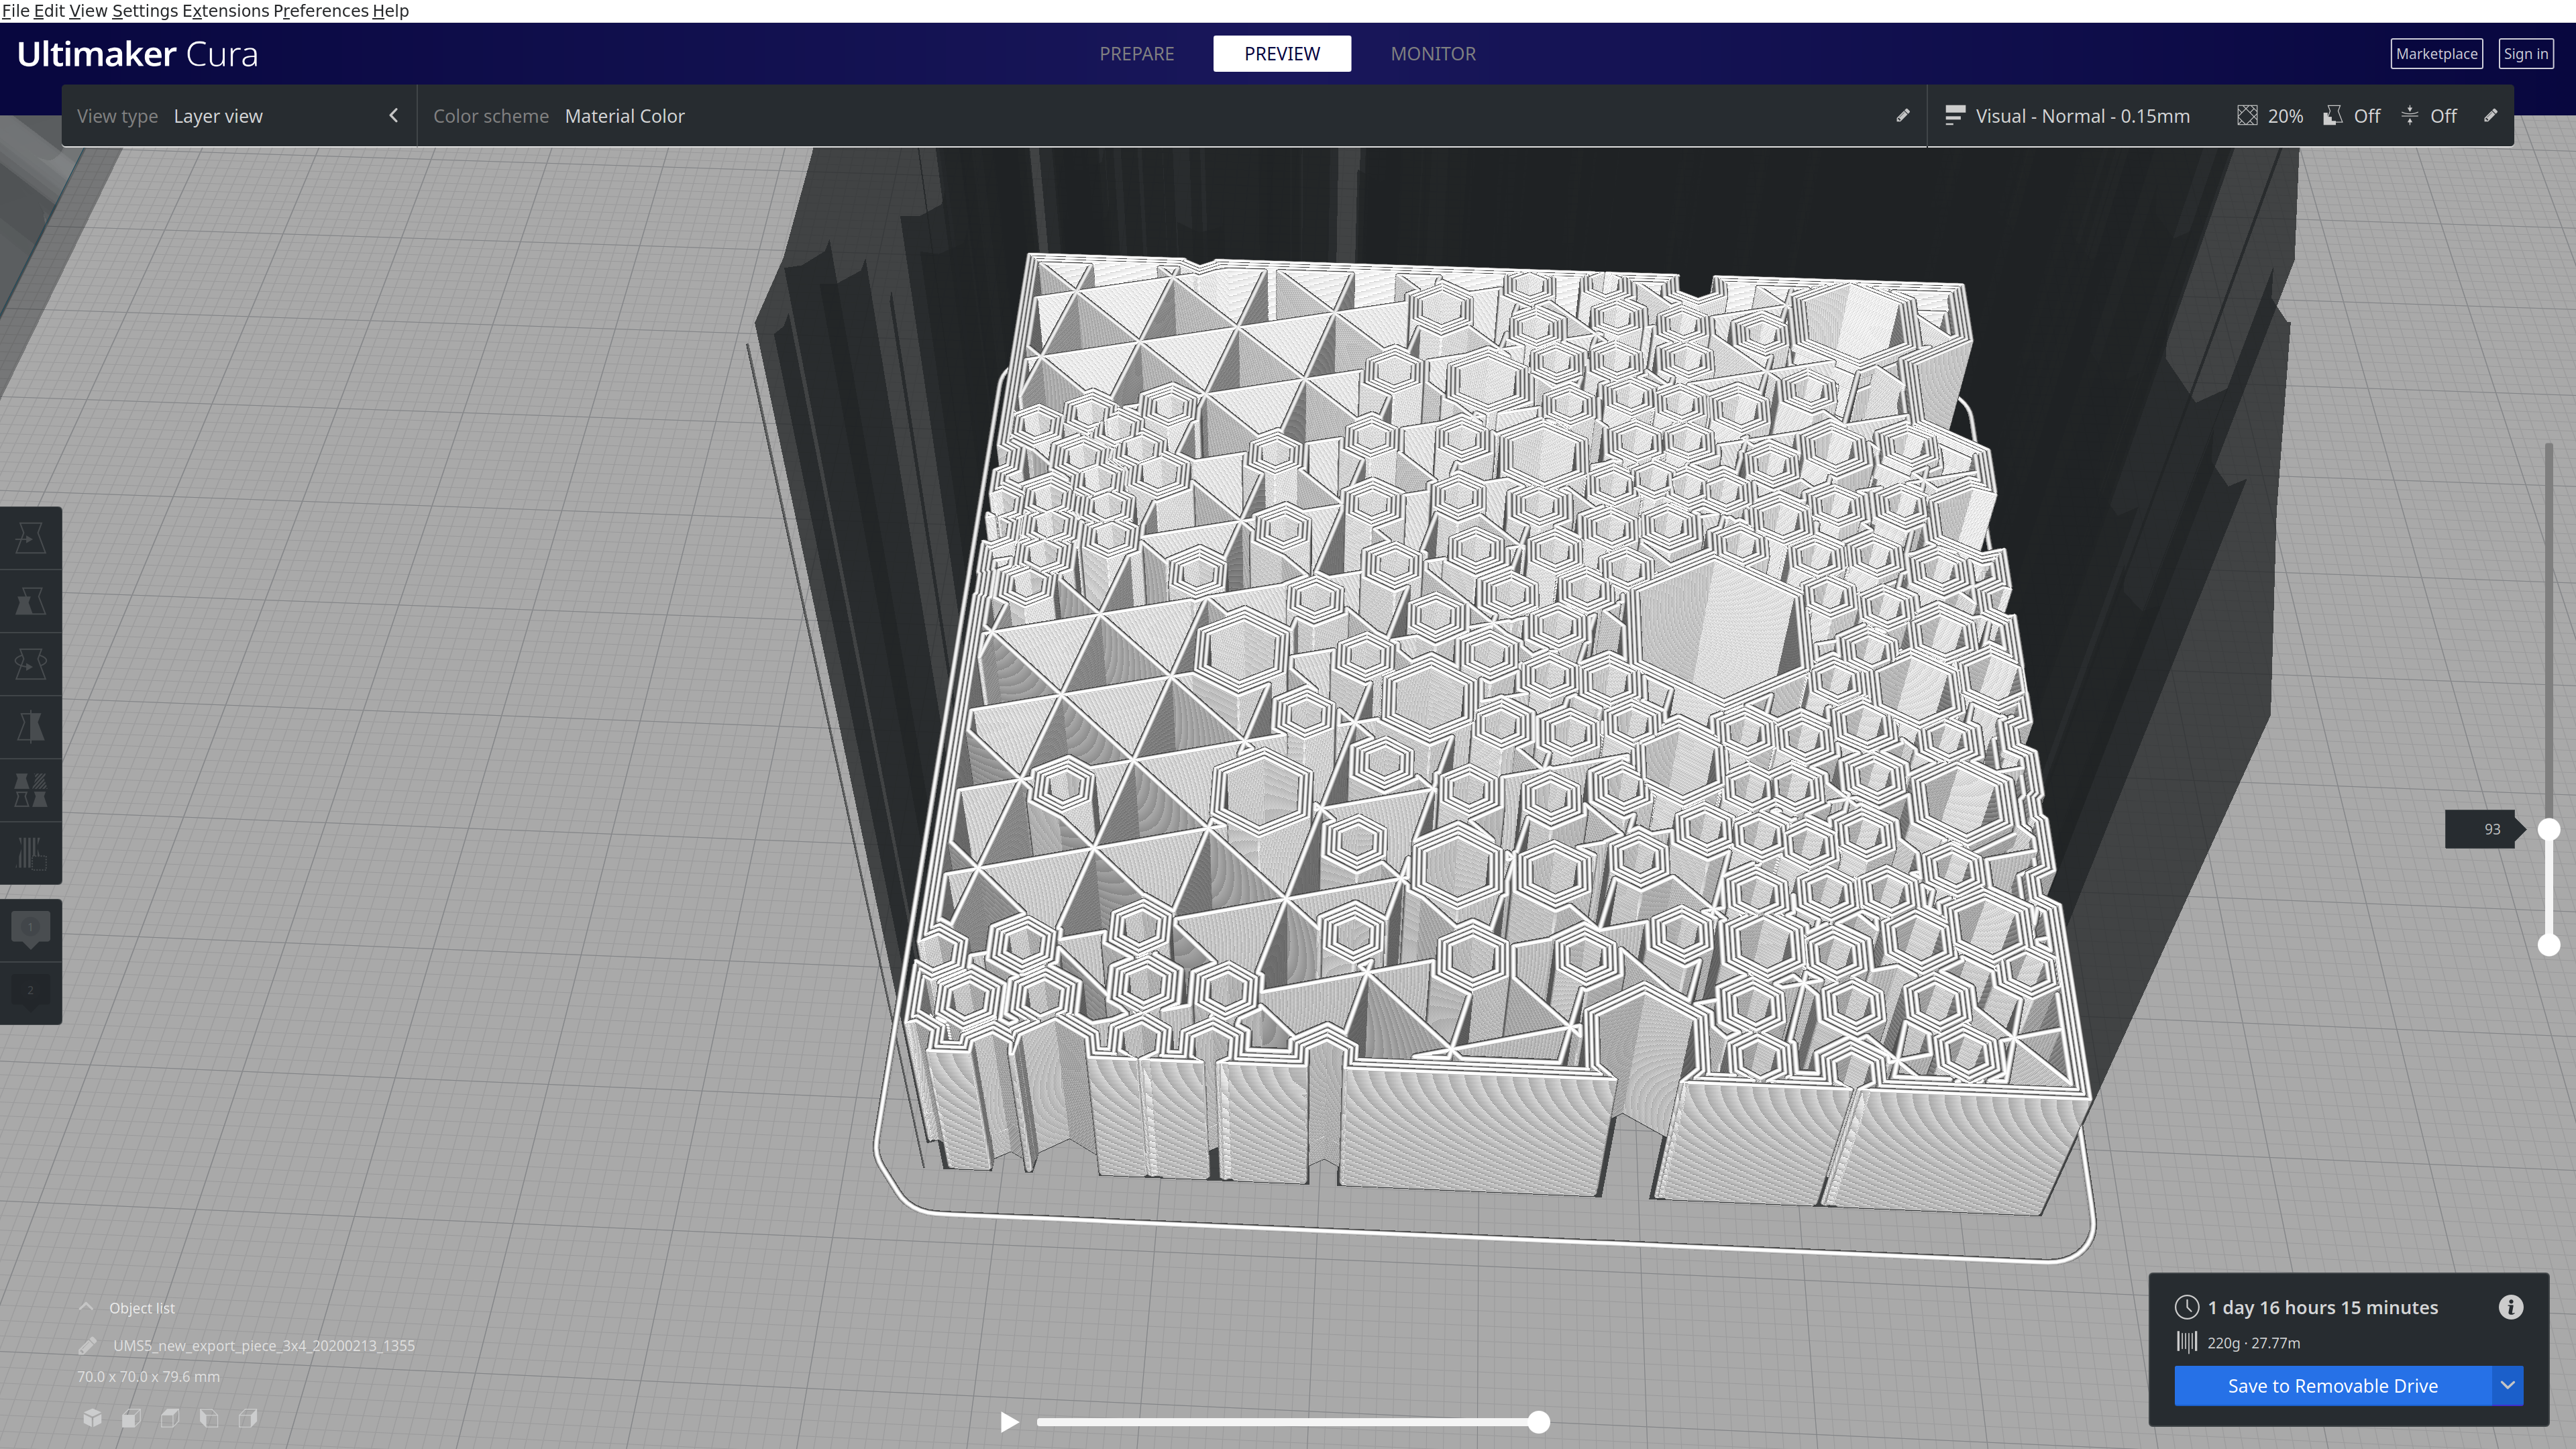 File Edit View Settings Extensions Preferences Help
Ultimaker Cura
PREPARE PREVIEW MONITOR
Marketplace Sign in
View type Layer view
Color scheme Material Color
Visual - Normal - 0.15mm 20% Off Off
93
1
2
Object list
UMS5_new_export_piece_3x4_20200213_1355
70.0 x 70.0 x 79.6 mm
1 day 16 hours 15 minutes
220g · 27.77m
Save to Removable Drive